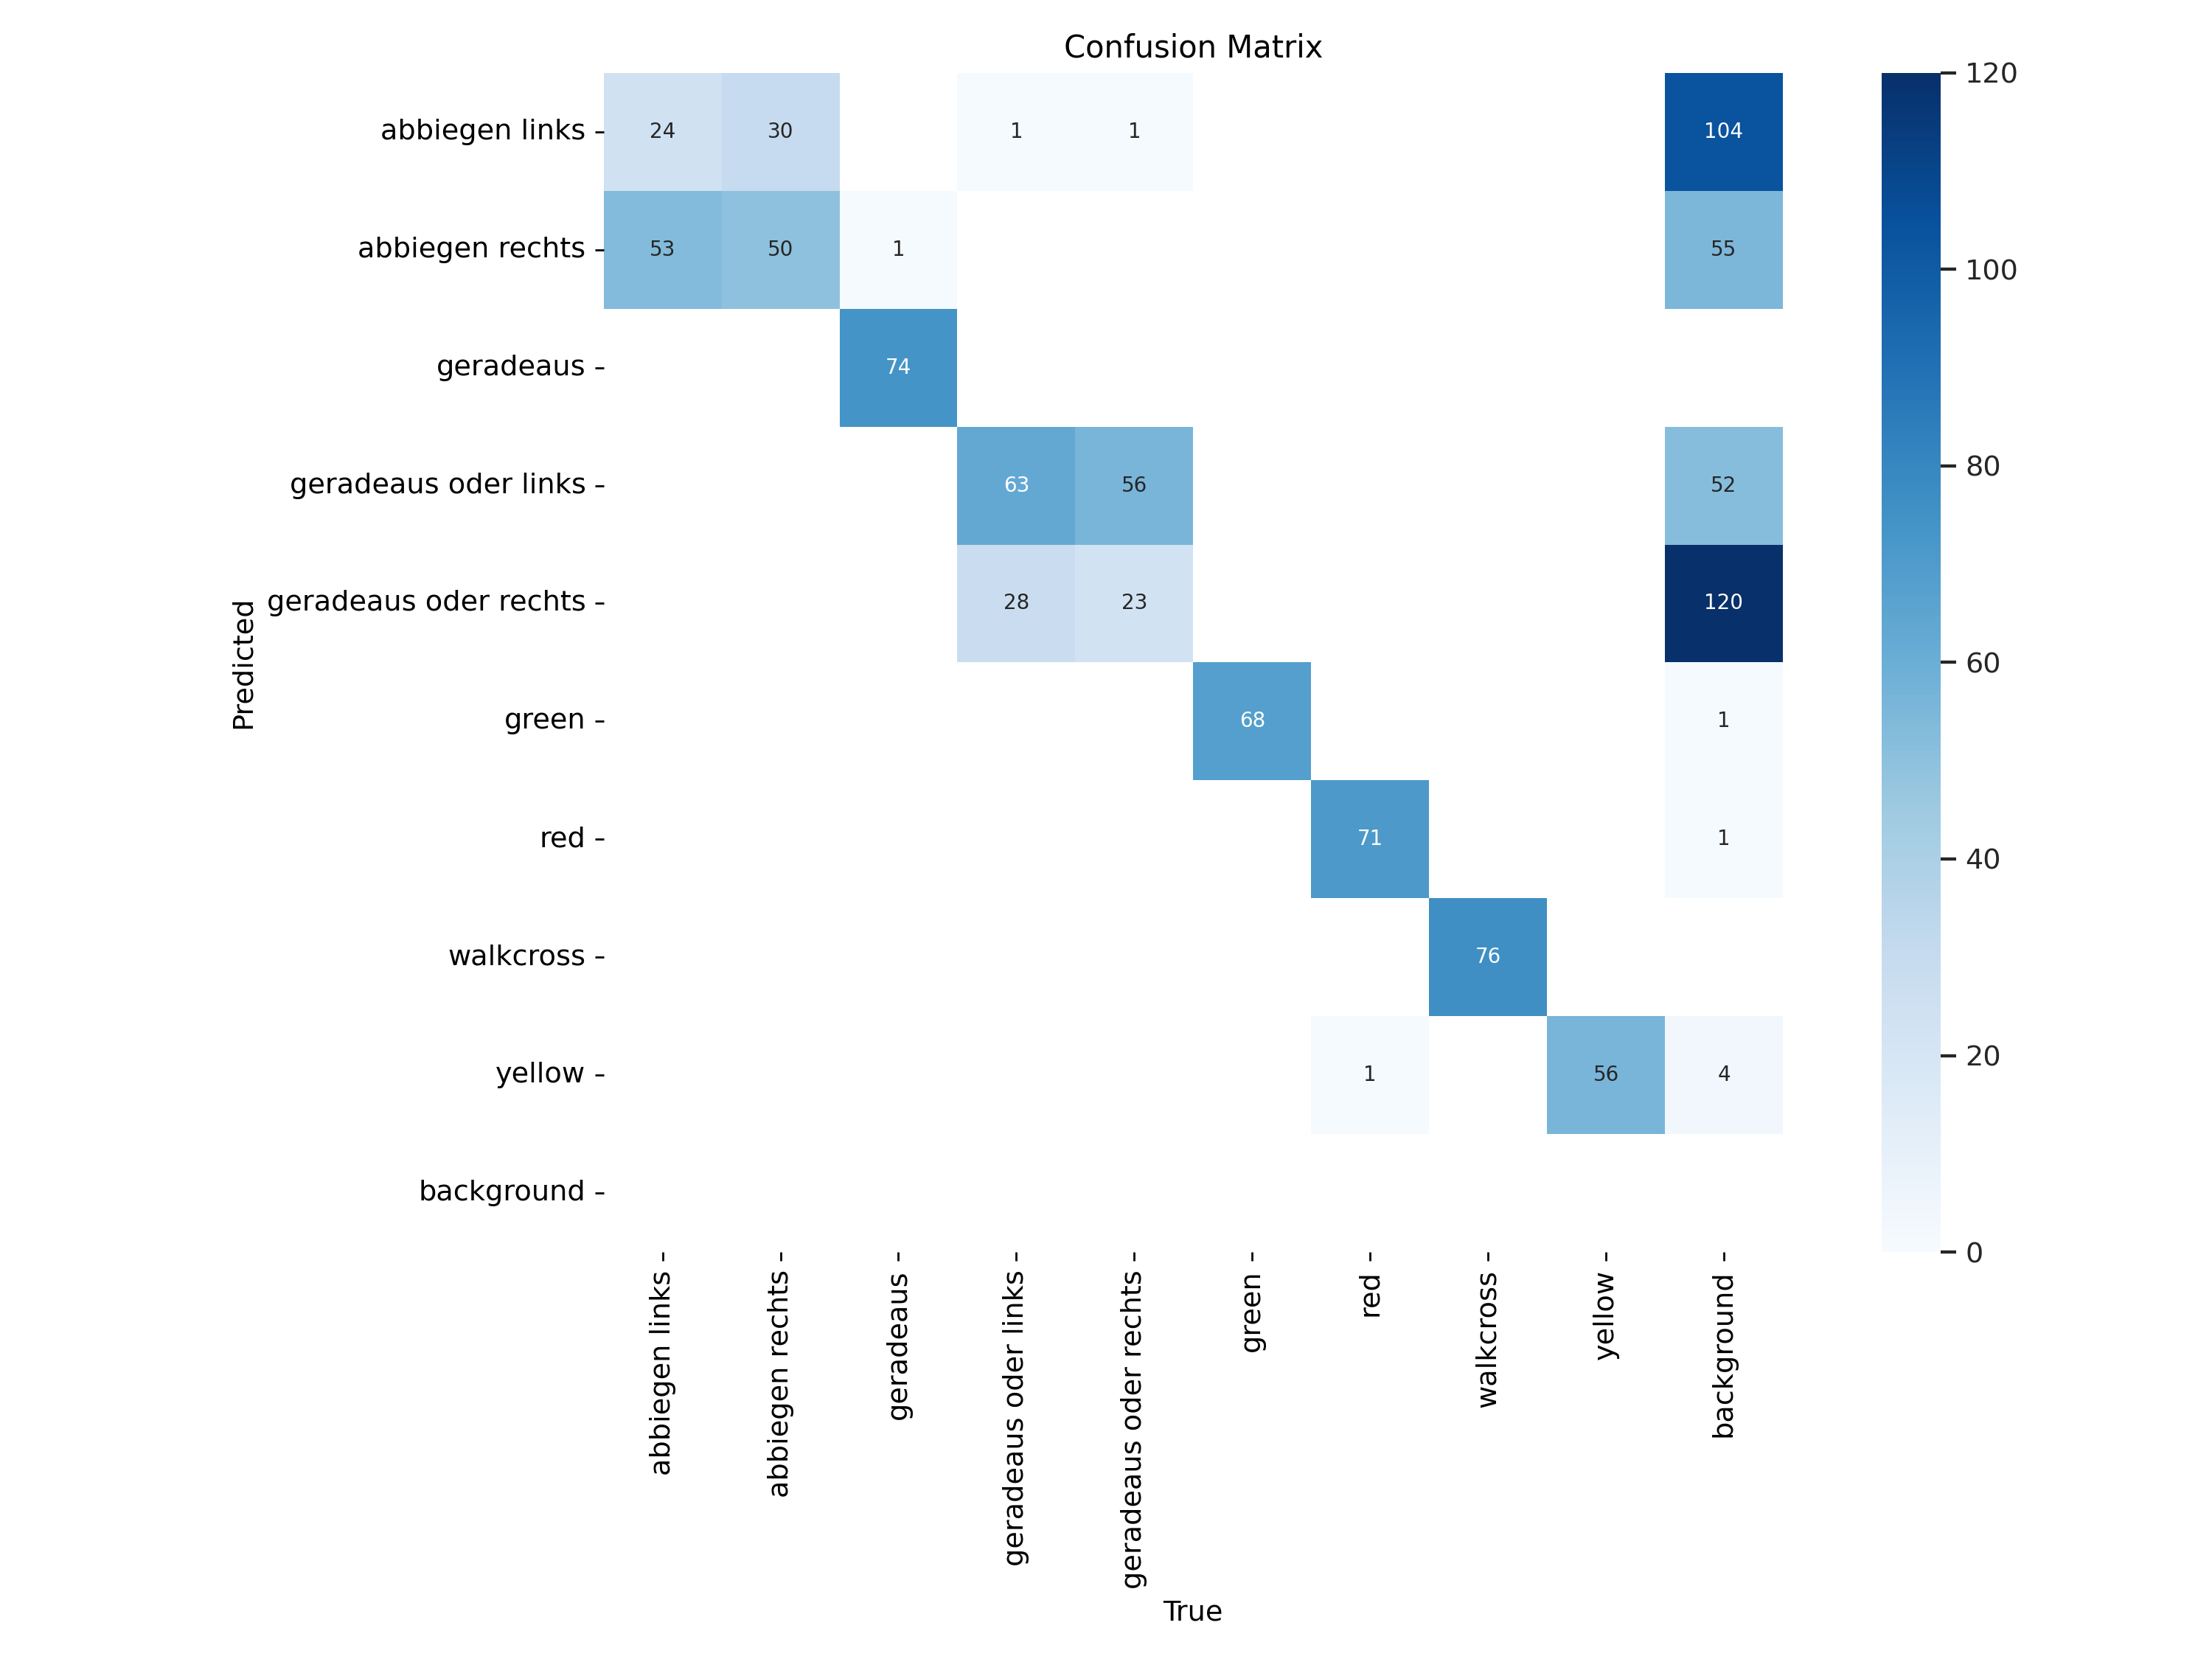 Confusion Matrix
abbiegen links
24 30 1 1 104
abbiegen rechts
53 50 1 55
geradeaus
74
geradeaus oder links
63 56 52
geradeaus oder rechts
28 23 120
green
68 1
red
71 1
walkcross
76
yellow
1 56 4
background
Predicted
abbiegen links
abbiegen rechts
geradeaus
geradeaus oder links
geradeaus oder rechts
green
red
walkcross
yellow
background
True
120
100
80
60
40
20
0